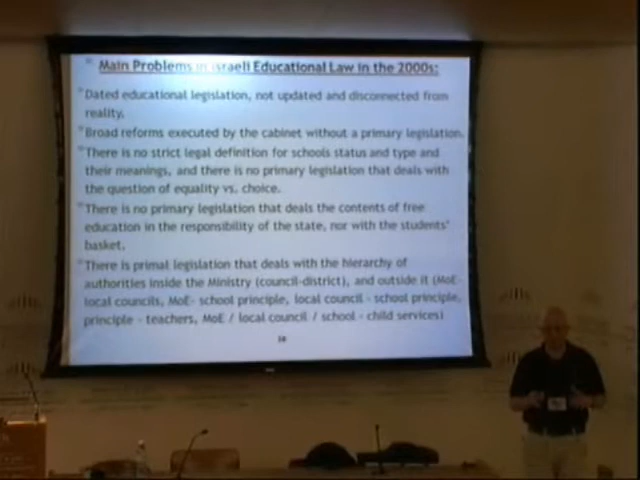 * Main Problems in Israeli Educational Law in the 2000s:
* Dated educational legislation, not updated and disconnected from
reality.
* Broad reforms executed by the cabinet without a primary legislation.
* There is no strict legal definition for schools status and type and
their meanings, and there is no primary legislation that deals with
the question of equality vs. choice.
* There is no primary legislation that deals the contents of free
education in the responsibility of the state, nor with the students'
basket.
* There is primal legislation that deals with the hierarchy of
authorities inside the Ministry (council-district), and outside it (MoE-
local councils, MoE- school principle, local council - school principle,
principle - teachers, MoE / local council / school - child services)